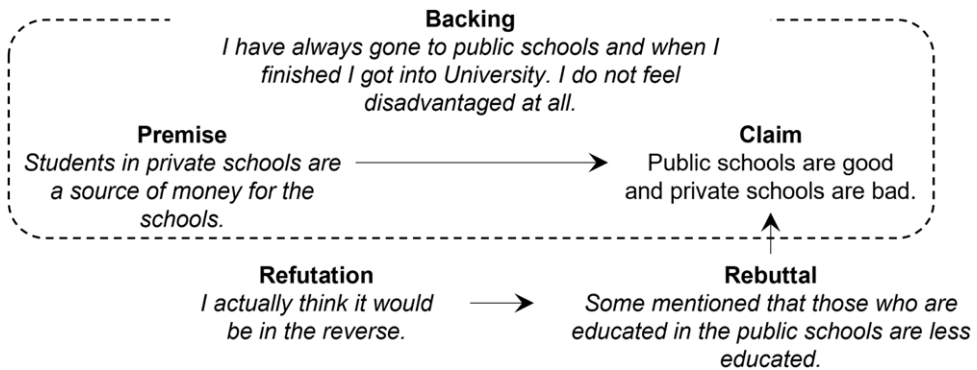 Backing
I have always gone to public schools and when I
finished I got into University. I do not feel
disadvantaged at all.
Premise
Students in private schools are
a source of money for the
schools.
Claim
Public schools are good
and private schools are bad.
Refutation
I actually think it would
be in the reverse.
Rebuttal
Some mentioned that those who are
educated in the public schools are less
educated.